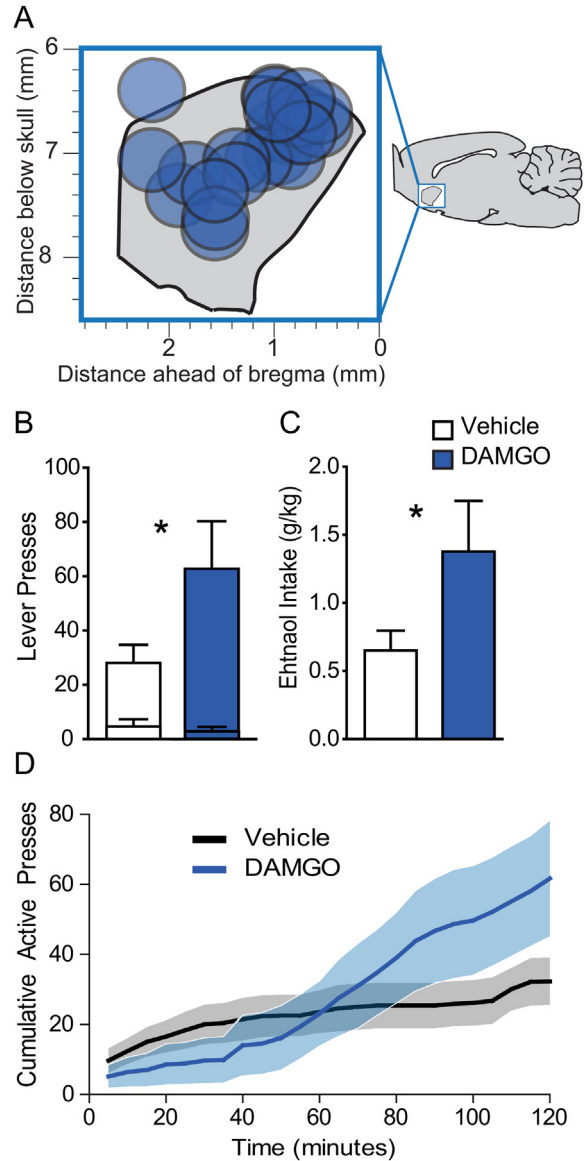 A
6
7
8
Distance below skull (mm)
2 1 0
Distance ahead of bregma (mm)
B
C
Vehicle
DAMGO
100
80
60
40
20
0
Lever Presses
*
2.0
1.5
1.0
0.5
0.0
Ehtnaol Intake (g/kg)
*
D
80
60
40
20
0
Cumulative Active Presses
Vehicle
DAMGO
0 20 40 60 80 100 120
Time (minutes)